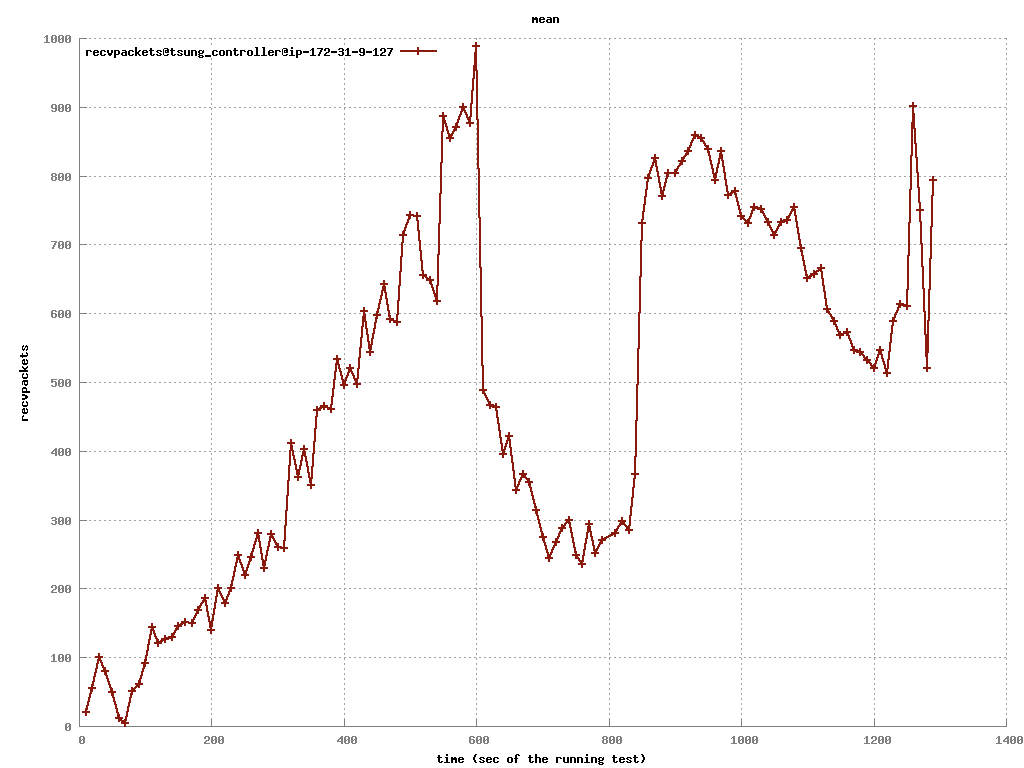 mean
recvpackets@tsung_controller@ip-172-31-9-127
1000
900
800
700
600
500
400
300
200
100
0
recvpackets
0 200 400 600 800 1000 1200 1400
time (sec of the running test)